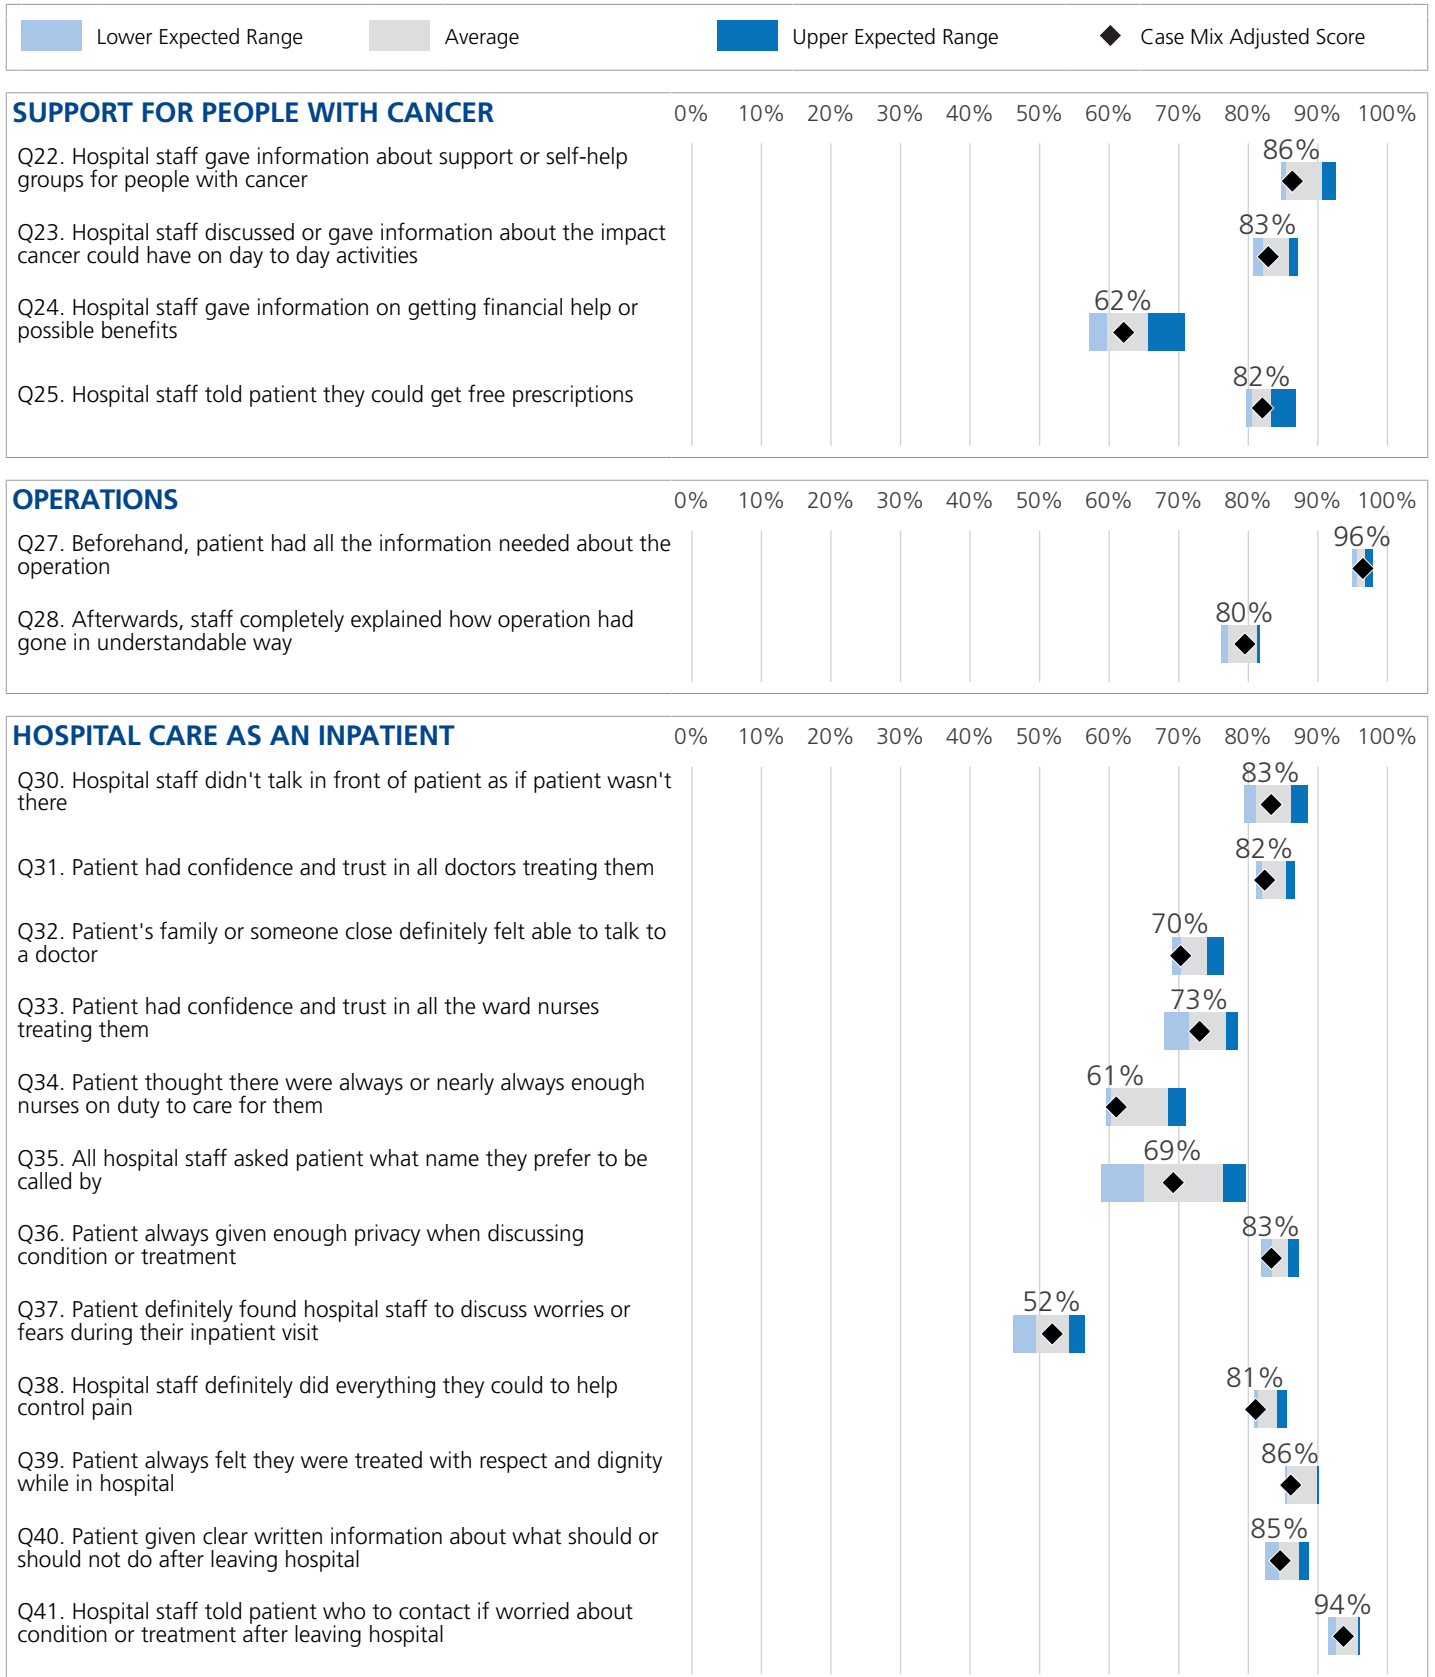 Lower Expected Range Average Upper Expected Range Case Mix Adjusted Score
SUPPORT FOR PEOPLE WITH CANCER 0% 10% 20% 30% 40% 50% 60% 70% 80% 90% 100%
Q22. Hospital staff gave information about support or self-help
groups for people with cancer
86%
Q23. Hospital staff discussed or gave information about the impact
cancer could have on day to day activities
83%
Q24. Hospital staff gave information on getting financial help or
possible benefits
62%
Q25. Hospital staff told patient they could get free prescriptions
82%
OPERATIONS 0% 10% 20% 30% 40% 50% 60% 70% 80% 90% 100%
Q27. Beforehand, patient had all the information needed about the
operation
96%
Q28. Afterwards, staff completely explained how operation had
gone in understandable way
80%
HOSPITAL CARE AS AN INPATIENT 0% 10% 20% 30% 40% 50% 60% 70% 80% 90% 100%
Q30. Hospital staff didn't talk in front of patient as if patient wasn't
there
83%
Q31. Patient had confidence and trust in all doctors treating them
82%
Q32. Patient's family or someone close definitely felt able to talk to
a doctor
70%
Q33. Patient had confidence and trust in all the ward nurses
treating them
73%
Q34. Patient thought there were always or nearly always enough
nurses on duty to care for them
61%
Q35. All hospital staff asked patient what name they prefer to be
called by
69%
Q36. Patient always given enough privacy when discussing
condition or treatment
83%
Q37. Patient definitely found hospital staff to discuss worries or
fears during their inpatient visit
52%
Q38. Hospital staff definitely did everything they could to help
control pain
81%
Q39. Patient always felt they were treated with respect and dignity
while in hospital
86%
Q40. Patient given clear written information about what should or
should not do after leaving hospital
85%
Q41. Hospital staff told patient who to contact if worried about
condition or treatment after leaving hospital
94%